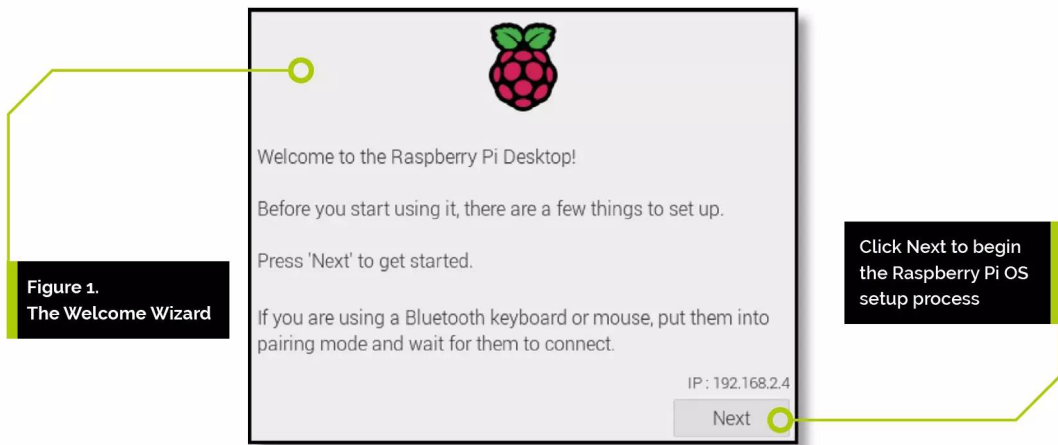 Welcome to the Raspberry Pi Desktop!
Before you start using it, there are a few things to set up.
Press 'Next' to get started.
If you are using a Bluetooth keyboard or mouse, put them into
pairing mode and wait for them to connect.
IP : 192.168.2.4
Next
Figure 1.
The Welcome Wizard
Click Next to begin
the Raspberry Pi OS
setup process